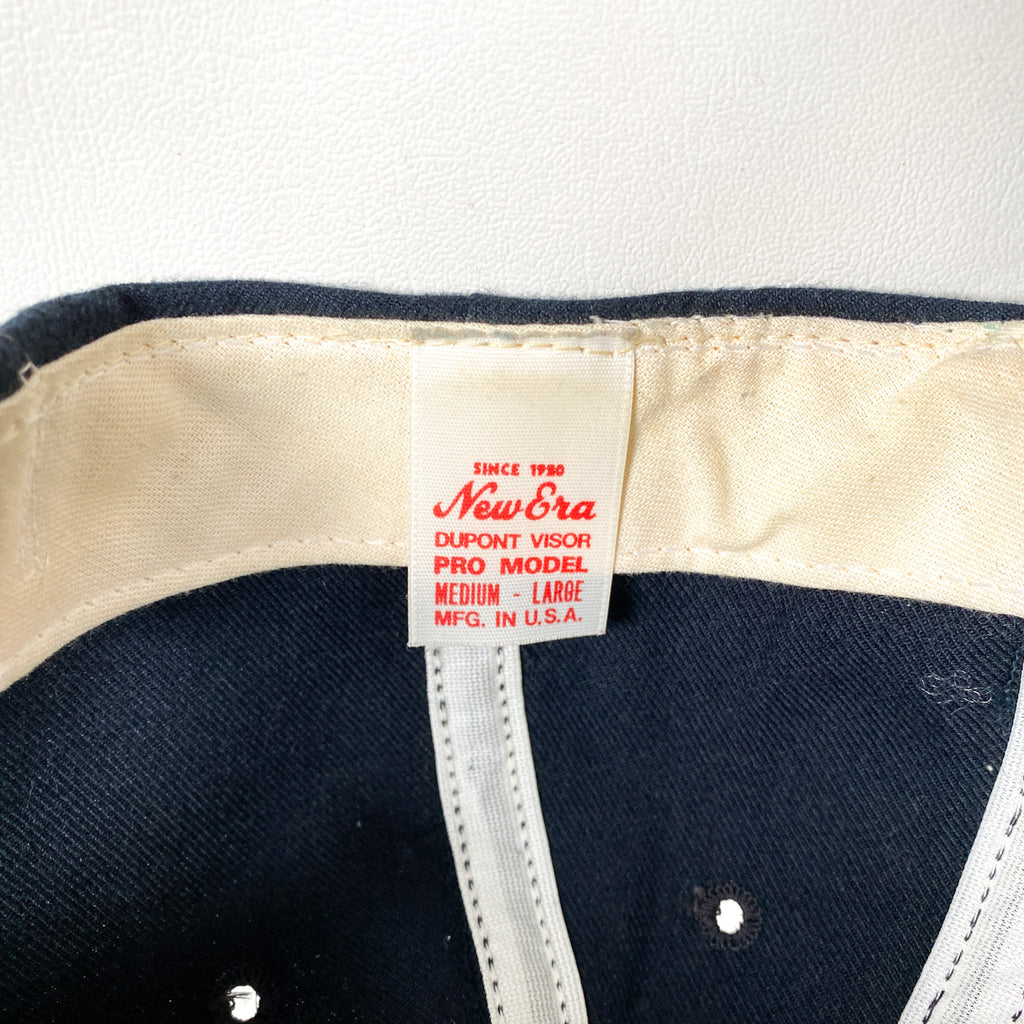 SINCE 1920
New Era
DUPONT VISOR
PRO MODEL
MEDIUM - LARGE
MFG. IN U.S.A.